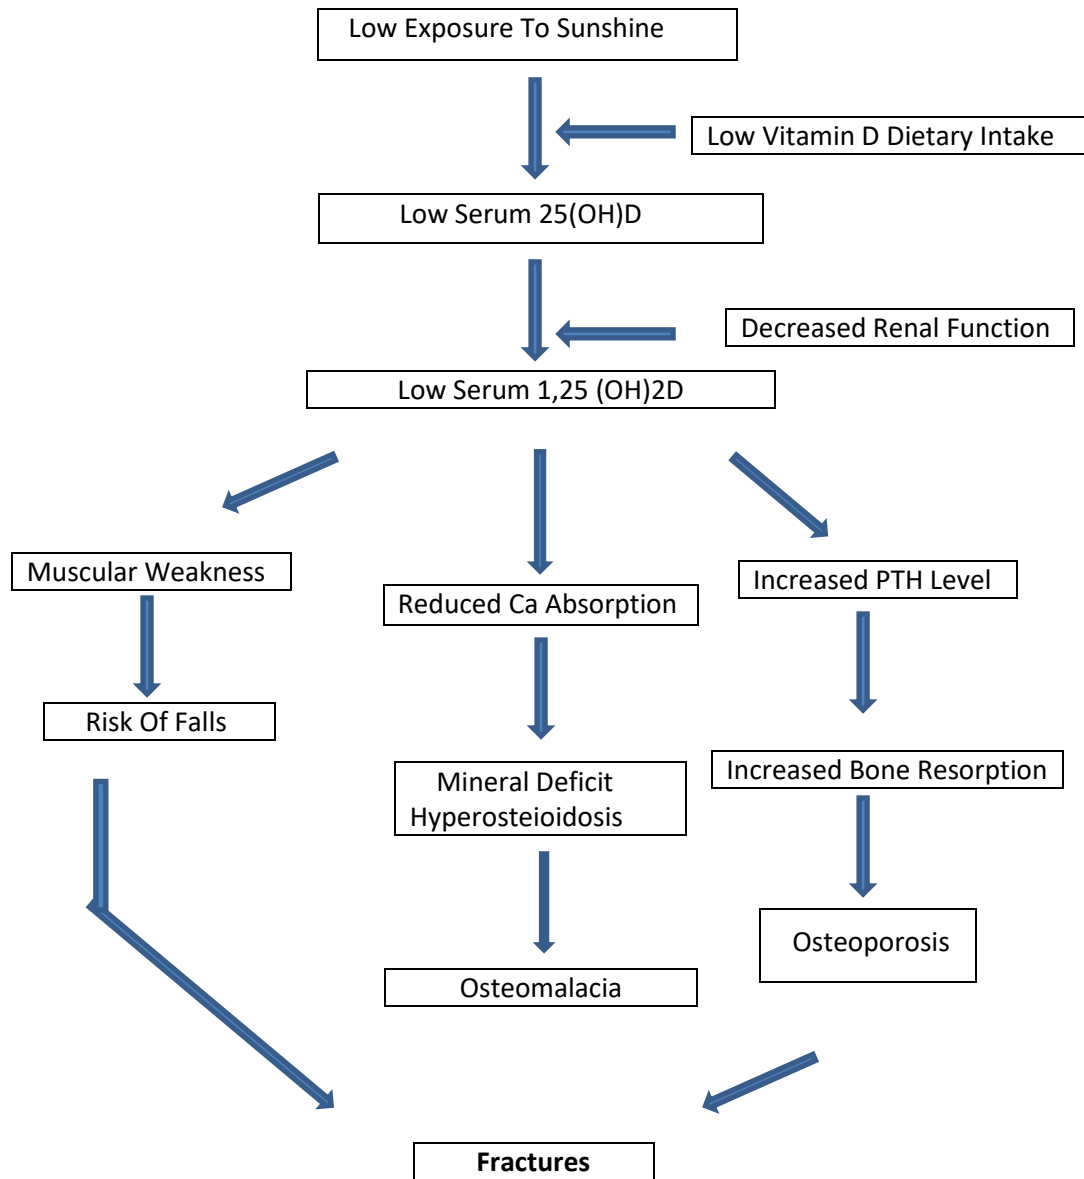 Low Exposure To Sunshine
Low Vitamin D Dietary Intake
Low Serum 25(OH)D
Decreased Renal Function
Low Serum 1,25 (OH)2D
Muscular Weakness
Reduced Ca Absorption
Increased PTH Level
Risk Of Falls
Mineral Deficit
Hyperosteioidosis
Increased Bone Resorption
Osteomalacia
Osteoporosis
Fractures